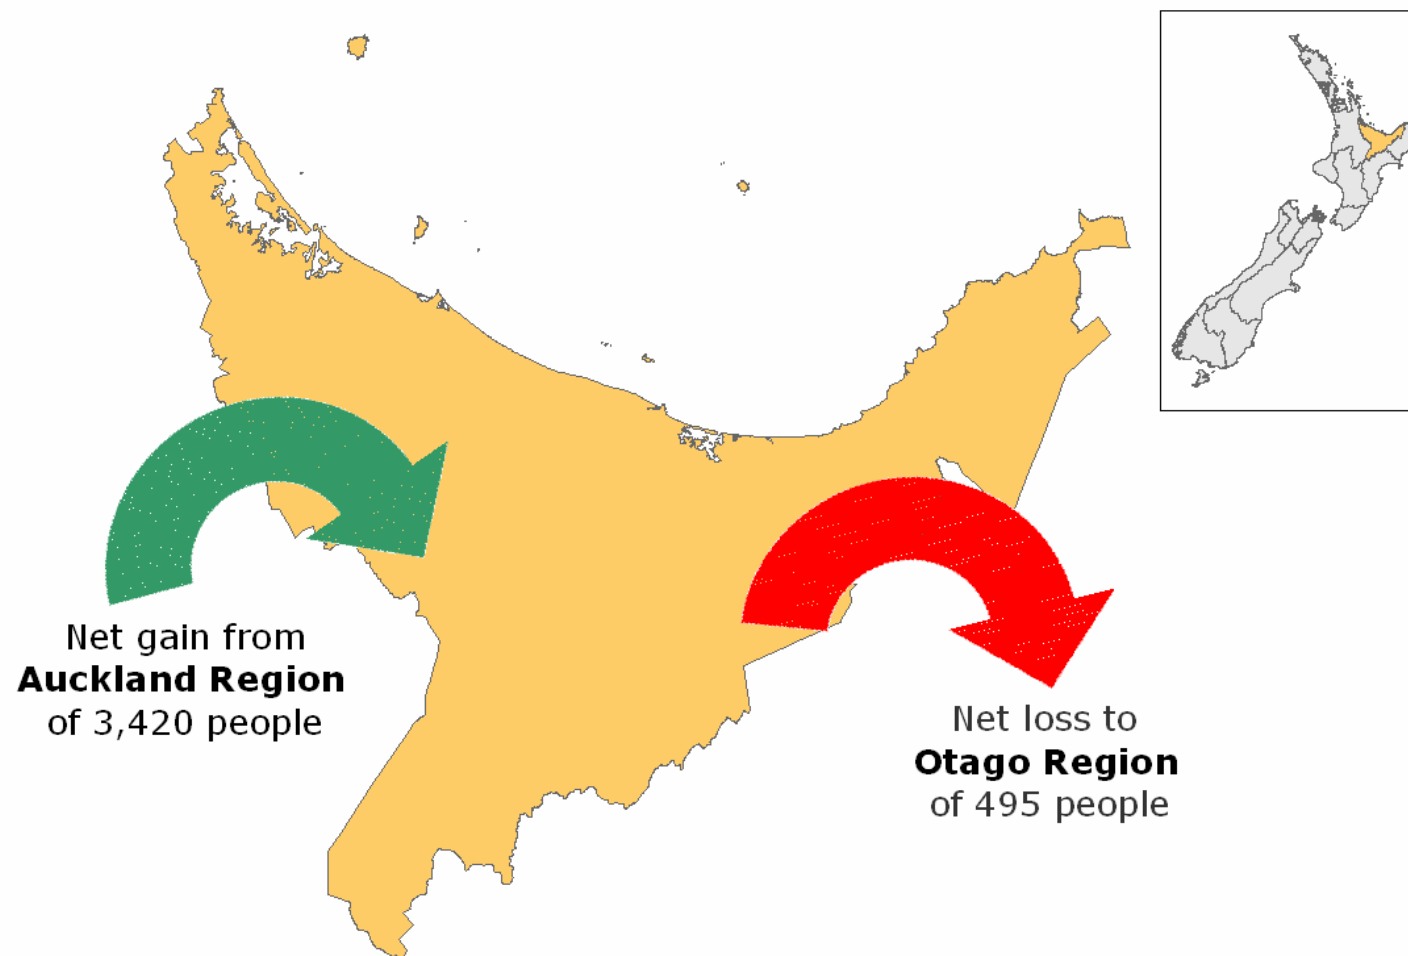 Net gain from
Auckland Region
of 3,420 people
Net loss to
Otago Region
of 495 people